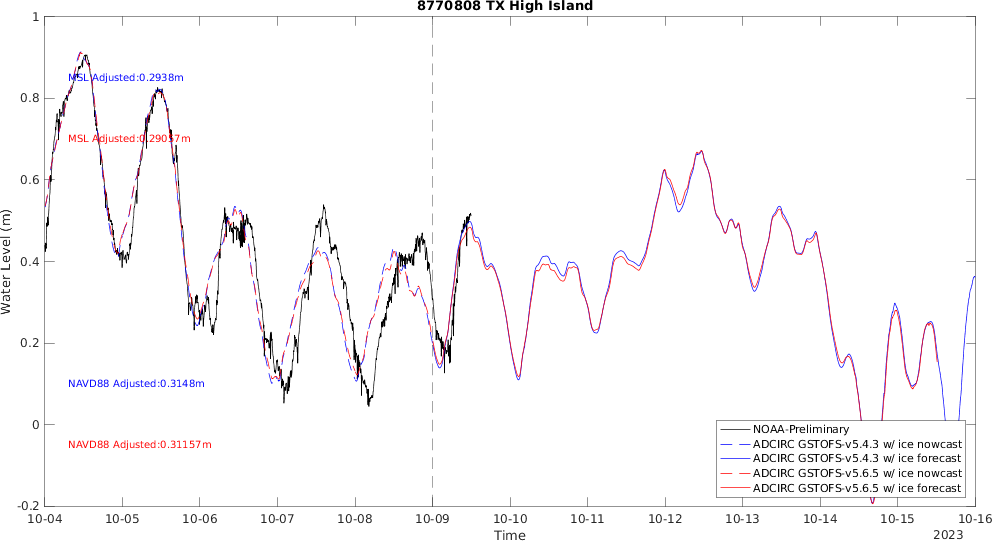 8770808 TX High Island
Water Level (m)
1
0.8
0.6
0.4
0.2
0
-0.2
MSL Adjusted:0.2938m
MSL Adjusted:0.29057m
NAVD88 Adjusted:0.3148m
NAVD88 Adjusted:0.31157m
NOAA-Preliminary
ADCIRC GSTOFS-v5.4.3 w/ ice nowcast
ADCIRC GSTOFS-v5.4.3 w/ ice forecast
ADCIRC GSTOFS-v5.6.5 w/ ice nowcast
ADCIRC GSTOFS-v5.6.5 w/ ice forecast
10-04 10-05 10-06 10-07 10-08 10-09 10-10 10-11 10-12 10-13 10-14 10-15 10-16
Time
2023